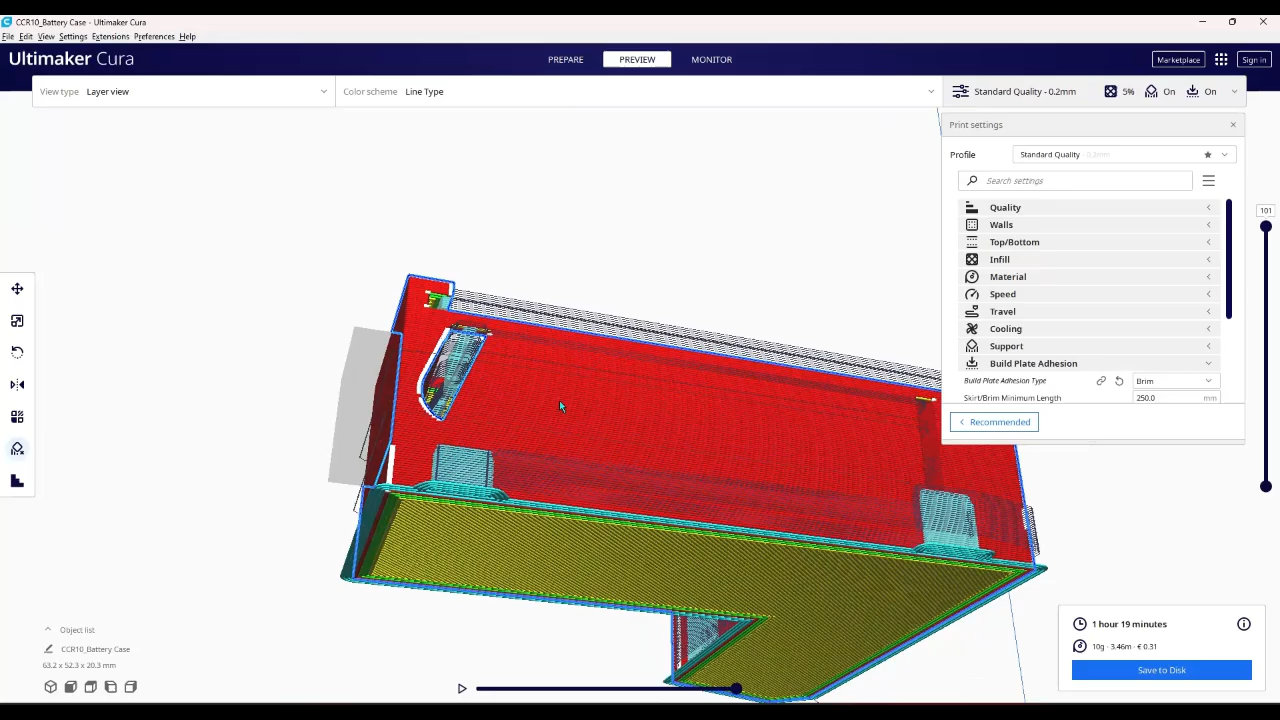 CCR10_Battery Case - Ultimaker Cura
File Edit View Settings Extensions Preferences Help
Ultimaker Cura
PREPARE PREVIEW MONITOR
Marketplace
Sign in
View type Layer view
Color scheme Line Type
Standard Quality - 0.2mm
5% On On
Print settings
Profile Standard Quality - 0.2mm
Search settings
Quality
Walls
Top/Bottom
Infill
Material
Speed
Travel
Cooling
Support
Build Plate Adhesion
Build Plate Adhesion Type Brim
Skirt/Brim Minimum Length 250.0 mm
Recommended
101
Object list
CCR10_Battery Case
63.2 x 52.3 x 20.3 mm
1 hour 19 minutes
10g · 3.46m · € 0.31
Save to Disk